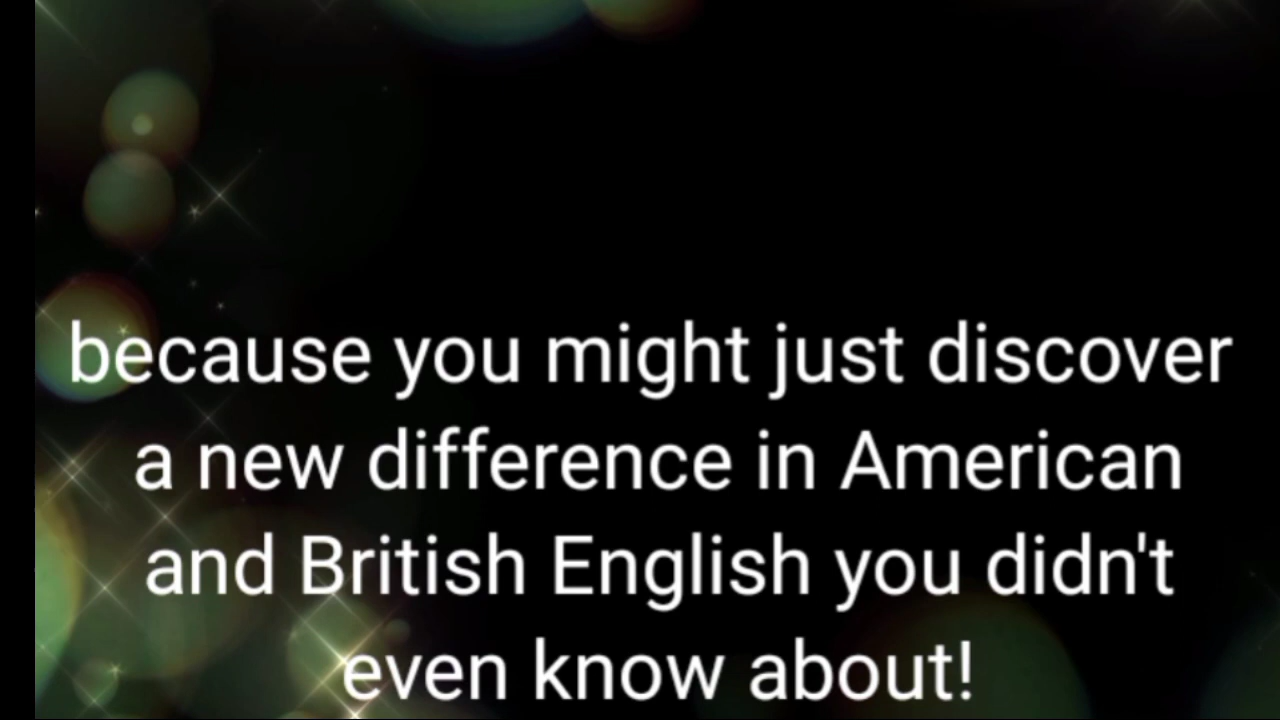 because you might just discover
a new difference in American
and British English you didn't
even know about!